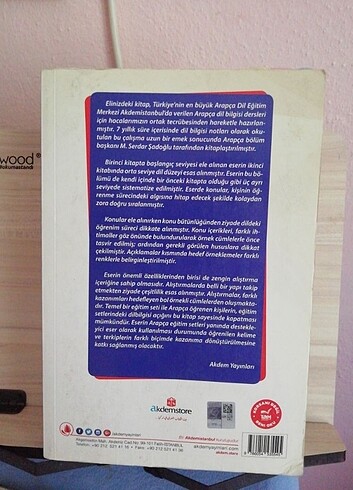 wood
dokumastandı
Elinizdeki kitap, Türkiye'nin en büyük Arapça Dil Eğitim
Merkezi Akdemistanbul'da verilen Arapça dil bilgisi dersleri
için hocalarımızın ortak tecrübesinden hareketle hazırlan-
mıştır. 7 yıllık süre içerisinde dil bilgisi notları olarak oku-
tulan bu çalışma uzun bir emek sonucunda Arapça bölüm
başkanı M. Serdar Şadoğlu tarafından kitaplaştırılmıştır.
Birinci kitapta başlangıç seviyesi ele alınan eserin ikinci
kitabında orta seviye dil düzeyi esas alınmıştır. Eserin bu bö-
lümü de kendi içinde bir önceki kitapta olduğu gibi üç ayrı
seviyede sistematize edilmiştir. Eserde konular, kişinin öğ-
renme sürecindeki algısına hitap edecek şekilde kolaydan
zora doğru sıralanmıştır.
Konular ele alınırken konu bütünlüğünden ziyade dildeki
öğrenim süreci dikkate alınmıştır. Konu içerikleri, farklı ih-
timaller göz önünde bulundurularak örnek cümlelerle önce
tasvir edilmiş; ardından gerekli görülen hususlara dikkat
çekilmiştir. Açıklamalar kısmında hedef örneklemeler farklı
renklerle belirginleştirilmiştir.
Eserin önemli özelliklerinden birisi de zengin alıştırma
içeriğine sahip olmasıdır. Alıştırmalarda belli bir yapı takip
etmekten ziyade çeşitlilik esas alınmıştır. Alıştırmalar, farklı
kazanımları hedefleyen bol örnekli cümlelerden oluşmakta-
dır. Temel bir eğitim seti ile Arapça öğrenen kişilerin, eğitim
setlerindeki dilbilgisi açığını bu kitap sayesinde kapatması
mümkündür. Eserin Arapça eğitim setleri yanında destekle-
yici eser olarak kullanılması durumunda öğrenilen kelime
ve terkiplerin farklı biçimde kazanıma dönüştürülmesine
katkı sağlanmış olacaktır.
Akdem Yayınları
akdemstore
Bir Akdemistanbul kuruluşudur.
akdemyayinlari
akdemyayinlari.com
akdem.store